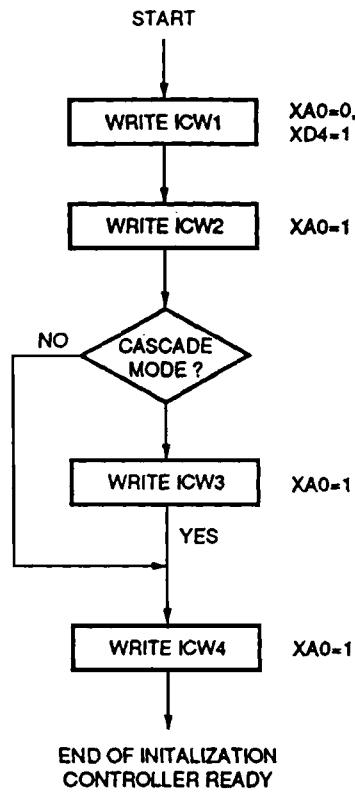 START
WRITE ICW1
XA0=0,
XD4=1
WRITE ICW2
XA0=1
NO
CASCADE
MODE ?
WRITE ICW3
XA0=1
YES
WRITE ICW4
XA0=1
END OF INITALIZATION
CONTROLLER READY